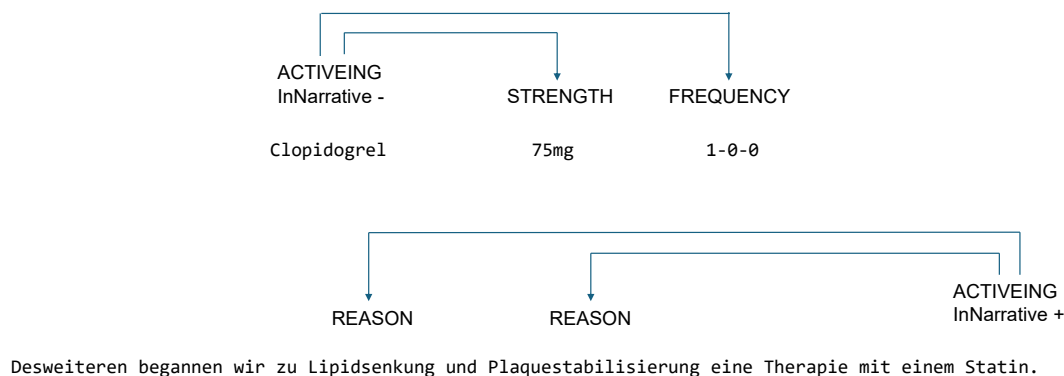 ACTIVEING
InNarrative - STRENGTH FREQUENCY
Clopidogrel 75mg 1-0-0
ACTIVEING
REASON REASON InNarrative +
Desweiteren begannen wir zu Lipidsenkung und Plaquestabilisierung eine Therapie mit einem Statin.